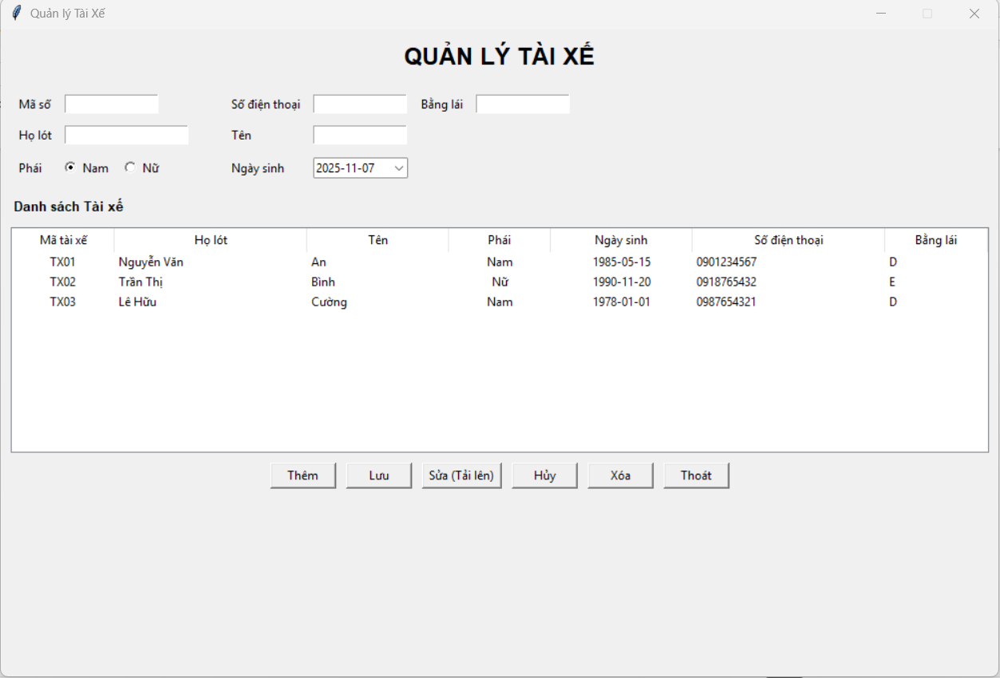 Quản lý Tài Xế
QUẢN LÝ TÀI XẾ
Mã số Số điện thoại Bằng lái
Họ lót Tên
Phái Nam Nữ Ngày sinh 2025-11-07
Danh sách Tài xế
Mã tài xế Họ lót Tên Phái Ngày sinh Số điện thoại Bằng lái
TX01 Nguyễn Văn An Nam 1985-05-15 0901234567 D
TX02 Trần Thị Bình Nữ 1990-11-20 0918765432 E
TX03 Lê Hữu Cường Nam 1978-01-01 0987654321 D
Thêm Lưu Sửa (Tải lên) Hủy Xóa Thoát